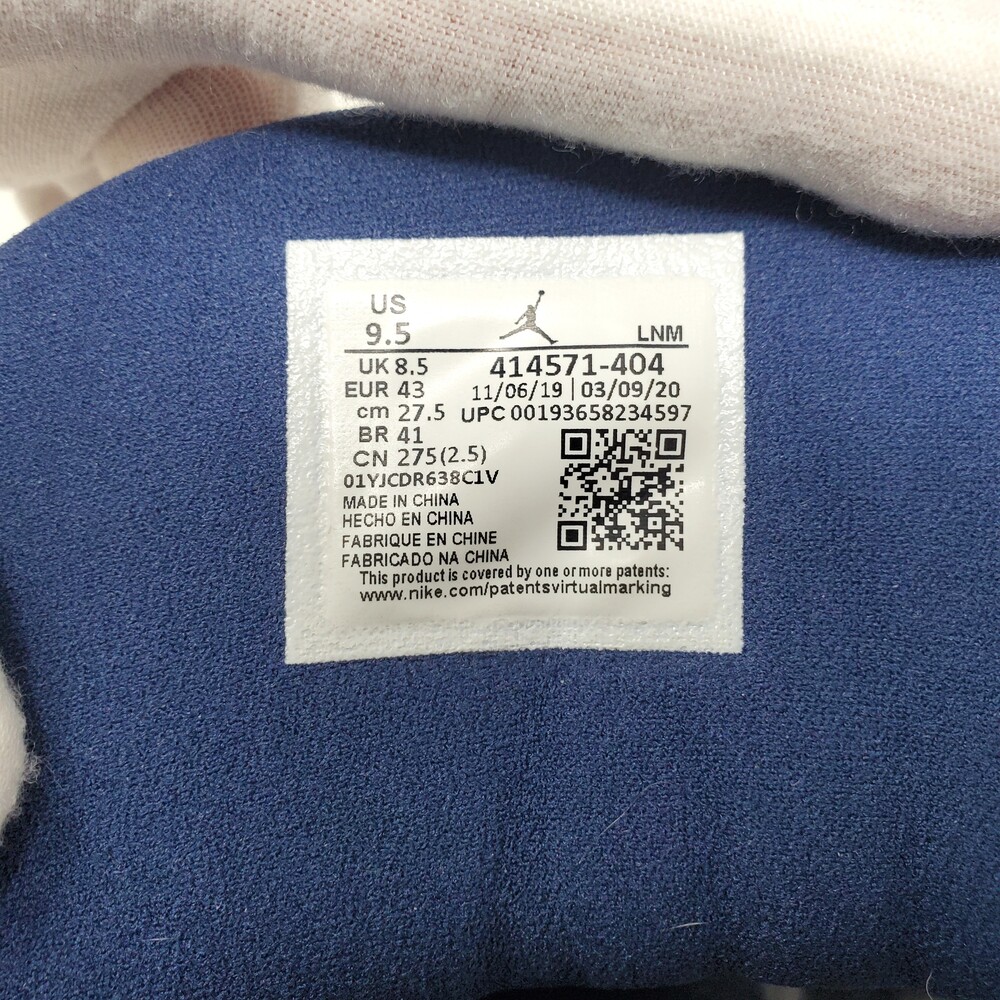 US
9.5
LNM
UK 8.5
414571-404
EUR 43
11/06/19 | 03/09/20
cm 27.5
UPC 00193658234597
BR 41
CN 275(2.5)
01YJCDR638C1V
MADE IN CHINA
HECHO EN CHINA
FABRIQUE EN CHINE
FABRICADO NA CHINA
This product is covered by one or more patents:
www.nike.com/patentsvirtualmarking